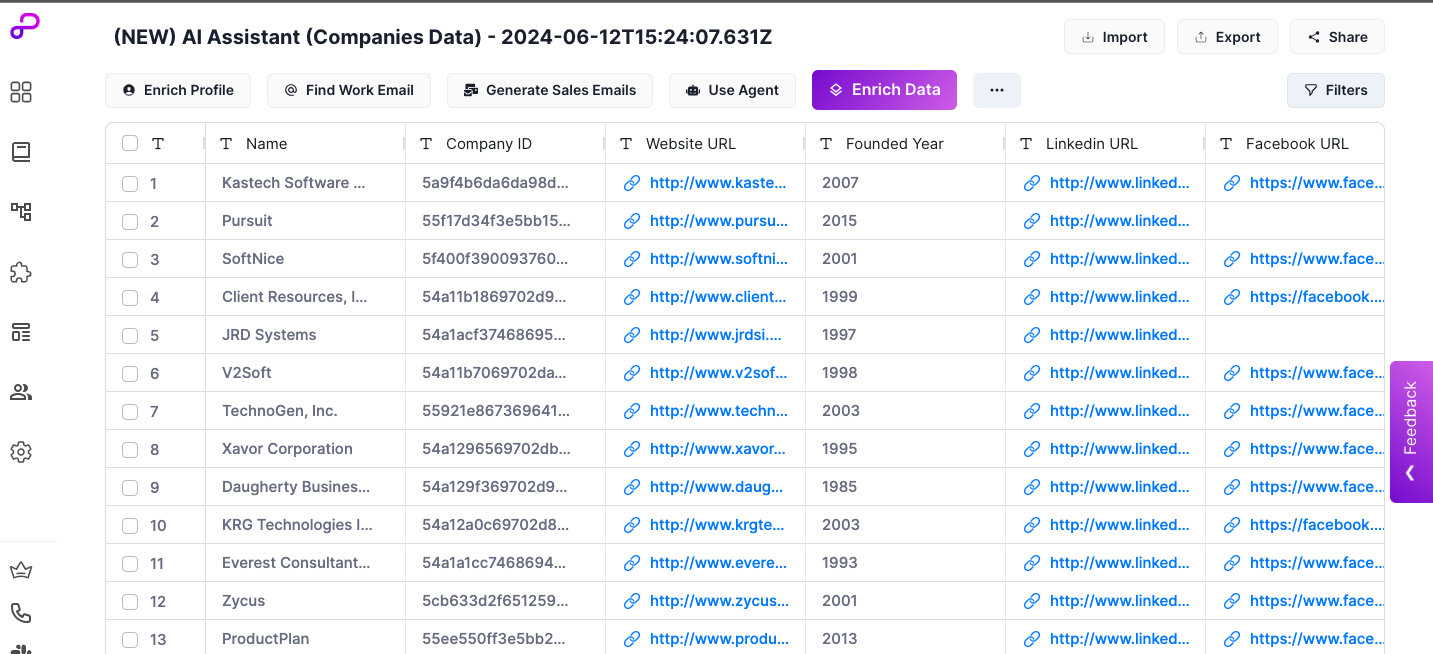 (NEW) AI Assistant (Companies Data) - 2024-06-12T15:24:07.631Z Import Export Share
Enrich Profile Find Work Email Generate Sales Emails Use Agent Enrich Data ... Filters
Name Company ID Website URL Founded Year Linkedin URL Facebook URL
1 Kastech Software ... 5a9f4b6da6da98d... http://www.kaste... 2007 http://www.linked... https://www.face...
2 Pursuit 55f17d34f3e5bb15... http://www.pursu... 2015 http://www.linked...
3 SoftNice 5f400f390093760... http://www.softni... 2001 http://www.linked... https://www.face...
4 Client Resources, I... 54a11b1869702d9... http://www.client... 1999 http://www.linked... https://facebook....
5 JRD Systems 54a1acf37468695... http://www.jrdsi.... 1997 http://www.linked...
6 V2Soft 54a11b7069702da... http://www.v2sof... 1998 http://www.linked... https://www.face...
7 TechnoGen, Inc. 55921e867369641... http://www.techn... 2003 http://www.linked... https://www.face...
8 Xavor Corporation 54a1296569702db... http://www.xavor... 1995 http://www.linked... https://www.face...
9 Daugherty Busines... 54a129f369702d9... http://www.daug... 1985 http://www.linked... https://www.face...
10 KRG Technologies I... 54a12a0c69702d8... http://www.krgte... 2003 http://www.linked... https://facebook....
11 Everest Consultant... 54a1a1cc7468694... http://www.evere... 1993 http://www.linked... https://www.face...
12 Zycus 5cb633d2f651259... http://www.zycus... 2001 http://www.linked... https://www.face...
13 ProductPlan 55ee550ff3e5bb2... http://www.produ... 2013 http://www.linked... https://www.face...
Feedback